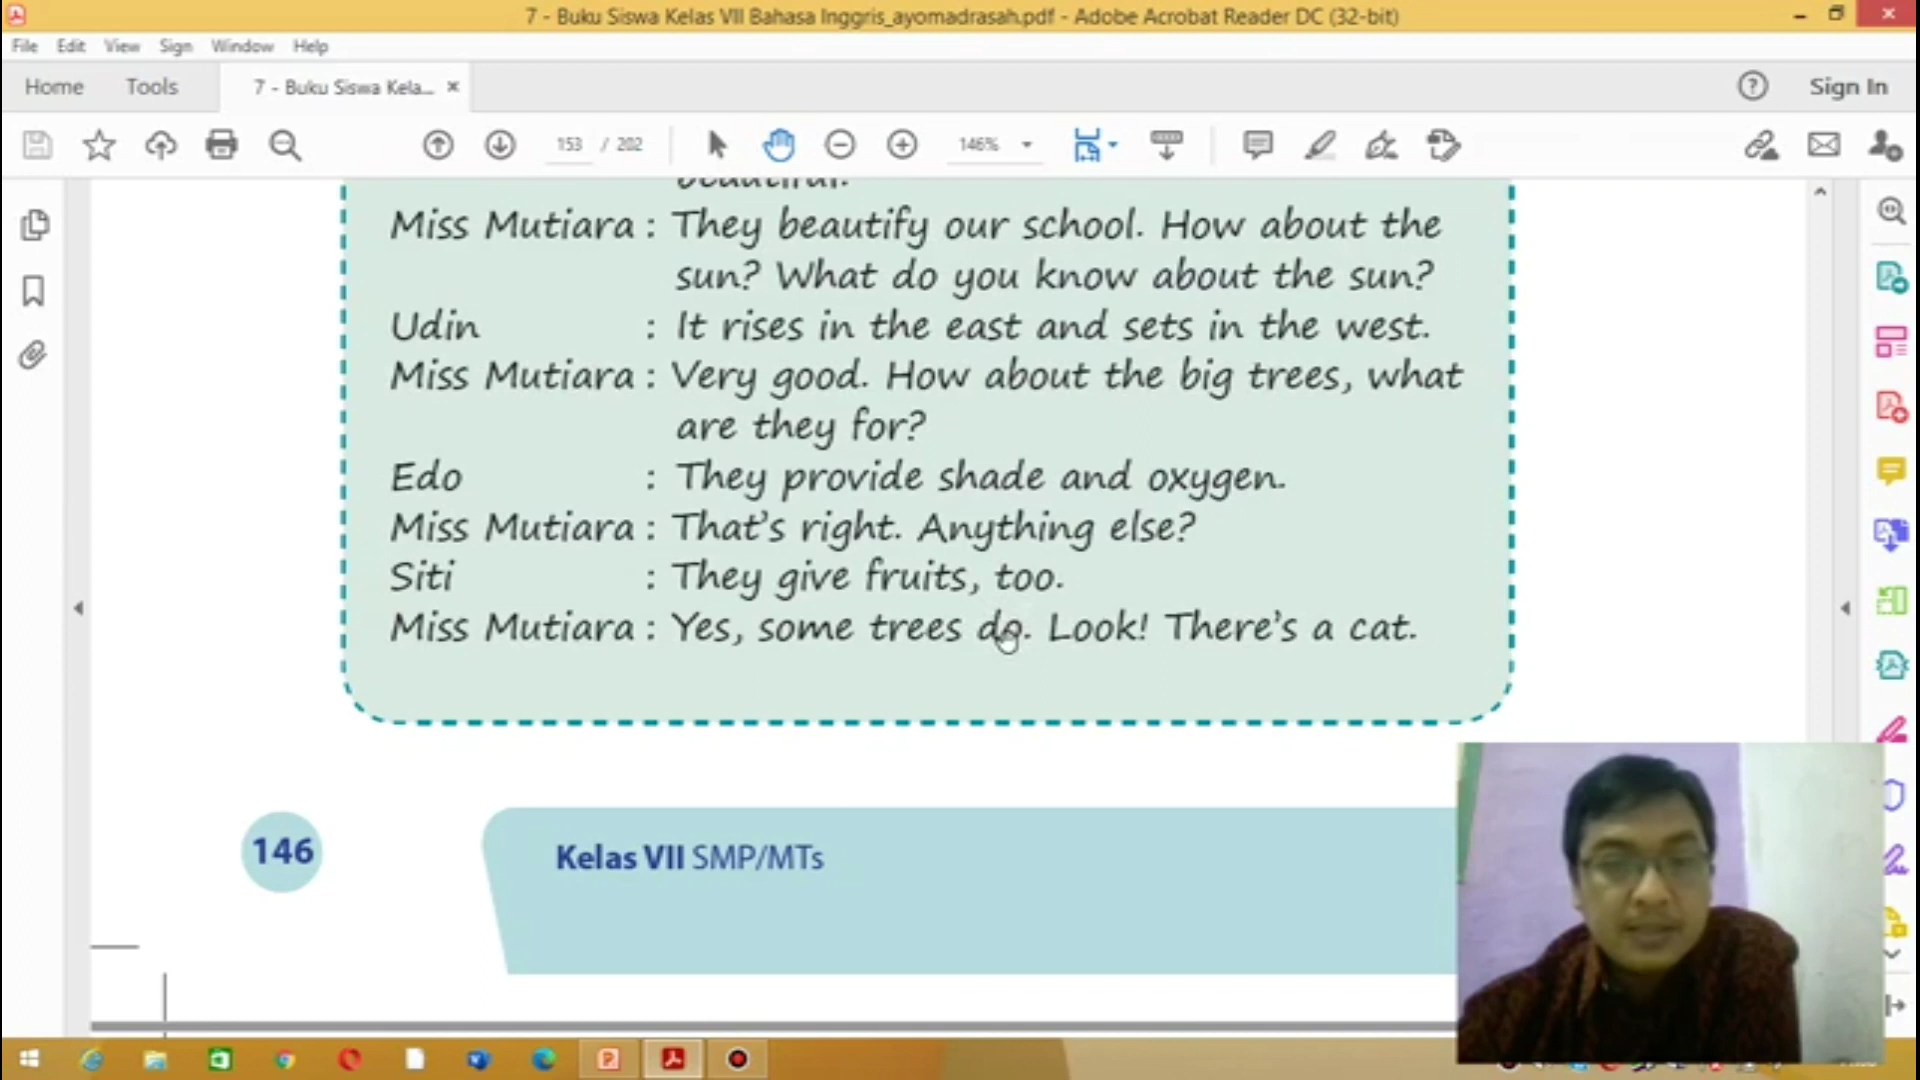 7 - Buku Siswa Kelas VII Bahasa Inggris_ayomadrasah.pdf - Adobe Acrobat Reader DC (32-bit)
File Edit View Sign Window Help
Home Tools 7 - Buku Siswa Kela... × Sign In
153 / 202 146%
beautiful.
Miss Mutiara : They beautify our school. How about the
sun? What do you know about the sun?
Udin : It rises in the east and sets in the west.
Miss Mutiara : Very good. How about the big trees, what
are they for?
Edo : They provide shade and oxygen.
Miss Mutiara : That's right. Anything else?
Siti : They give fruits, too.
Miss Mutiara : Yes, some trees do. Look! There's a cat.
146 Kelas VII SMP/MTs